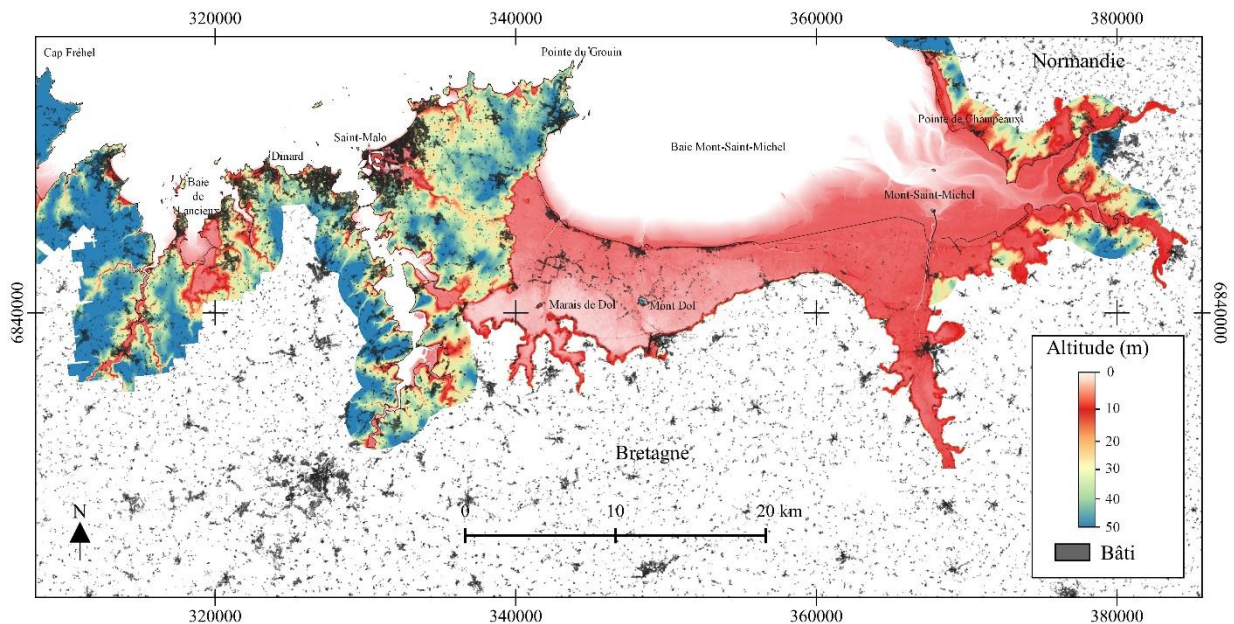 320000 340000 360000 380000
Cap Fréhel
Pointe du Grouin
Normandie
Pointe de Champeaux
Saint-Malo
Dinard
Baie Mont-Saint-Michel
Baie
de
Lancieux
Mont-Saint-Michel
6840000
Marais de Dol
Mont Dol
6840000
Altitude (m)
0
10
20
30
40
50
Bâti
Bretagne
N
0 10 20 km
320000 340000 360000 380000